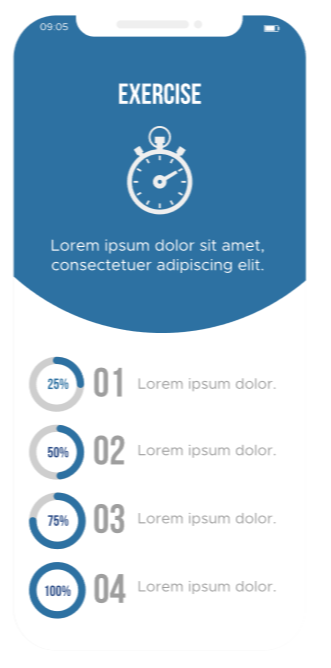 09:05
EXERCISE
Lorem ipsum dolor sit amet,
consectetuer adipiscing elit.
25% 01 Lorem ipsum dolor.
50% 02 Lorem ipsum dolor.
75% 03 Lorem ipsum dolor.
100% 04 Lorem ipsum dolor.